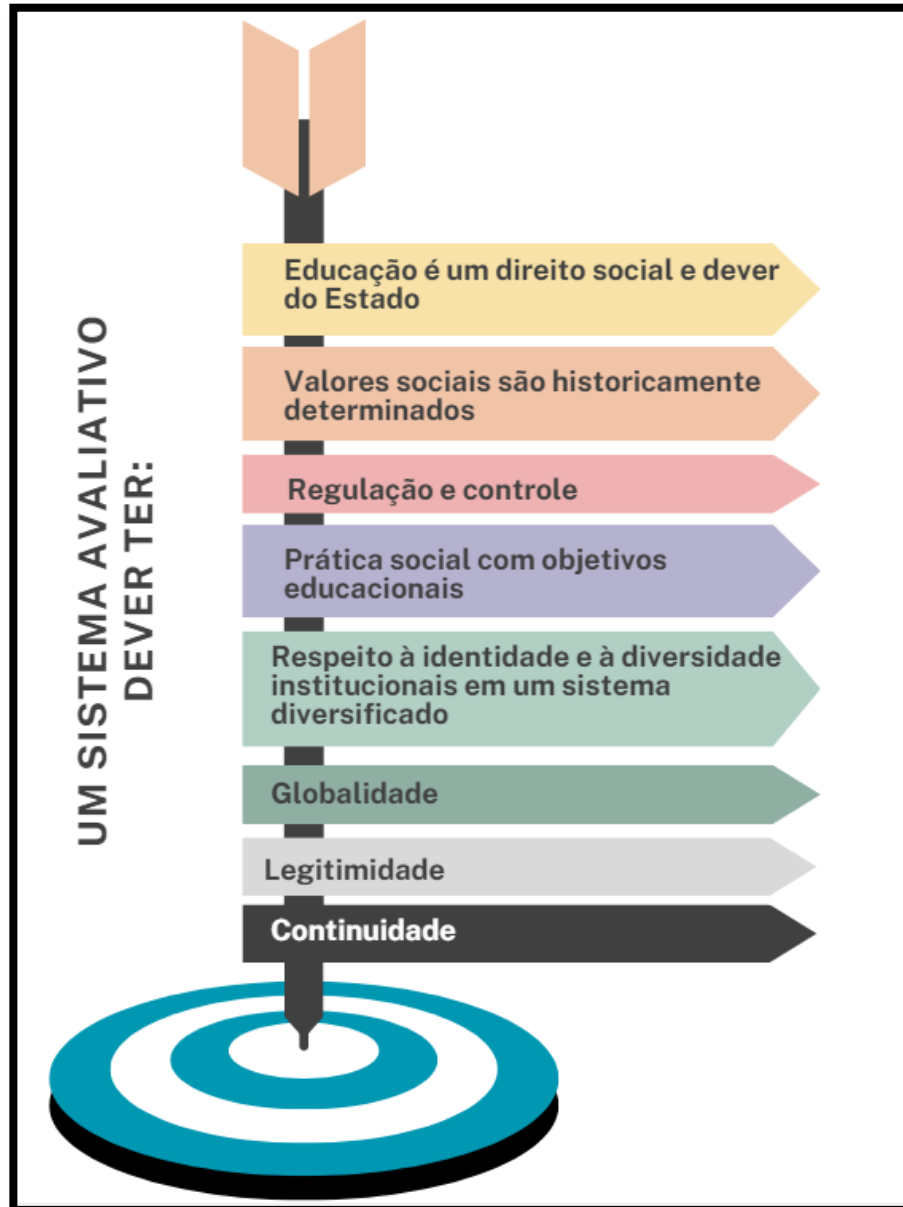 UM SISTEMA AVALIATIVO
DEVER TER:
Educação é um direito social e dever
do Estado
Valores sociais são historicamente
determinados
Regulação e controle
Prática social com objetivos
educacionais
Respeito à identidade e à diversidade
institucionais em um sistema
diversificado
Globalidade
Legitimidade
Continuidade